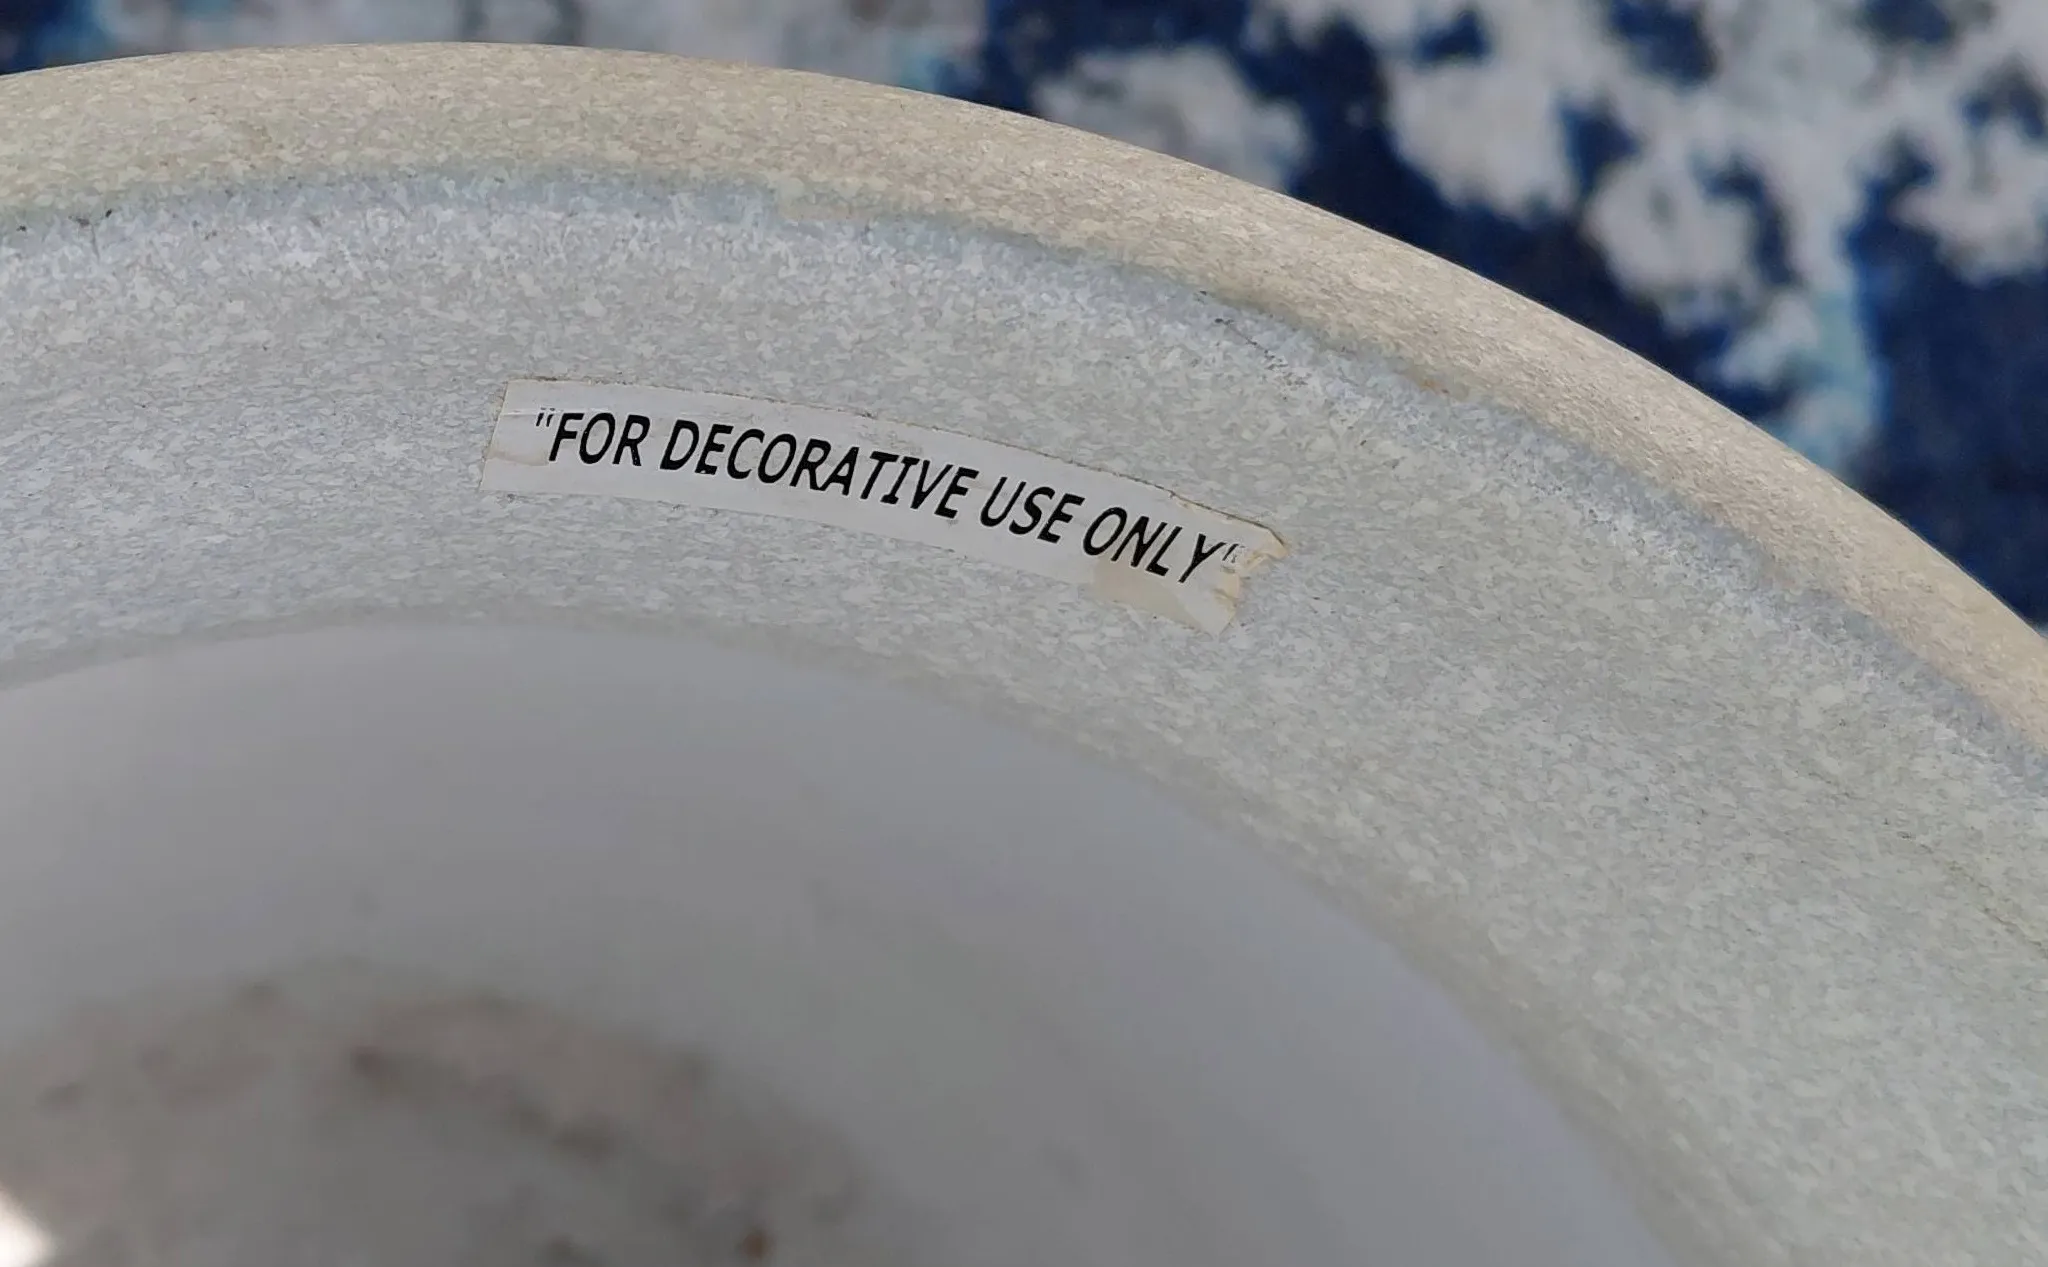 "FOR DECORATIVE USE ONLY"